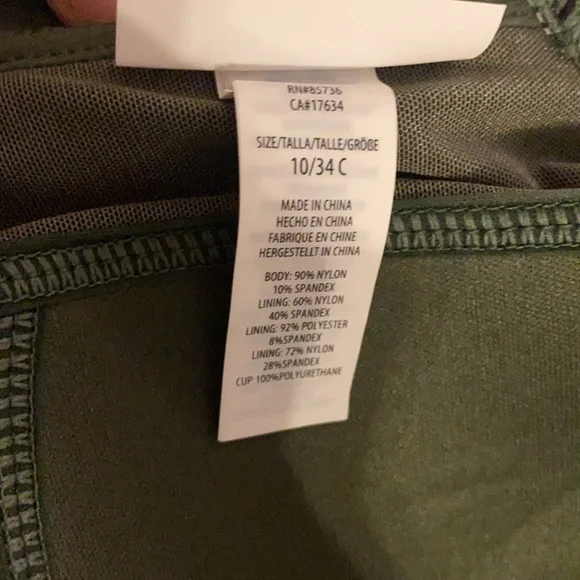 RN#85736
CA#17634
SIZE/TALLA/TALLE/GRÖBE
10/34 C
MADE IN CHINA
HECHO EN CHINA
FABRIQUE EN CHINE
HERGESTELLT IN CHINA
BODY: 90% NYLON
10% SPANDEX
LINING: 60% NYLON
40% SPANDEX
LINING: 92% POLYESTER
8%SPANDEX
LINING: 72% NYLON
28%SPANDEX
CUP 100%POLYURETHANE